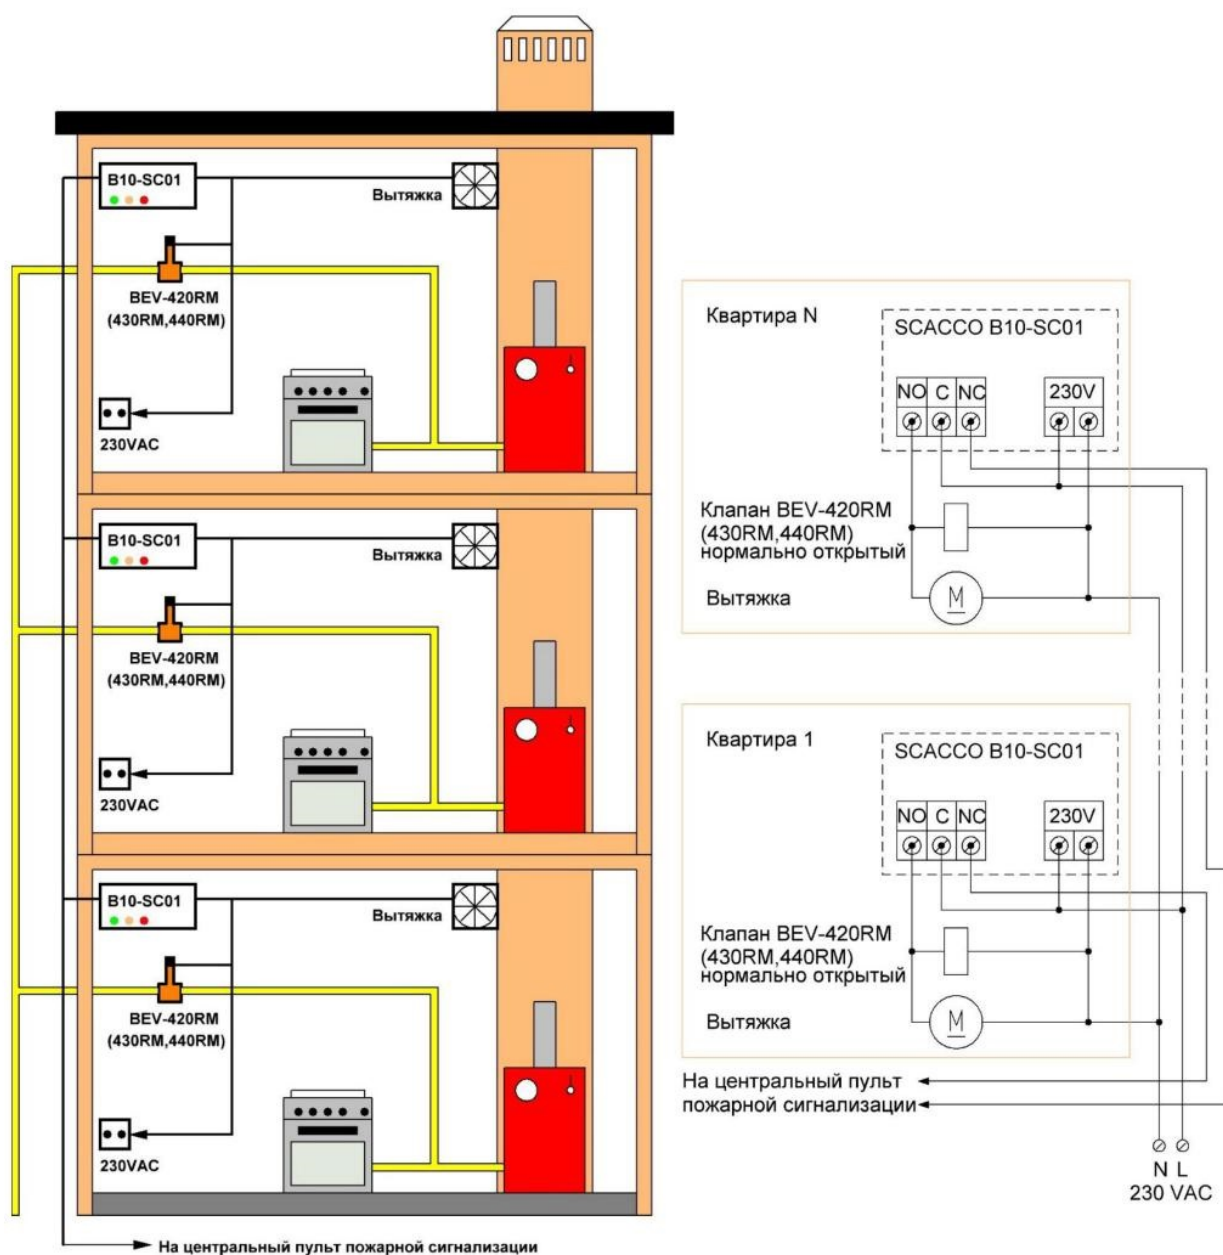 B10-SC01
Вытяжка
BEV-420RM
(430RM,440RM)
230VAC
B10-SC01
Вытяжка
BEV-420RM
(430RM,440RM)
230VAC
B10-SC01
Вытяжка
BEV-420RM
(430RM,440RM)
230VAC
На центральный пульт пожарной сигнализации
Квартира N
SCACCO B10-SC01
NO C NC 230V
Клапан BEV-420RM
(430RM,440RM)
нормально открытый
Вытяжка
M
Квартира 1
SCACCO B10-SC01
NO C NC 230V
Клапан BEV-420RM
(430RM,440RM)
нормально открытый
Вытяжка
M
На центральный пульт
пожарной сигнализации
N L
230 VAC